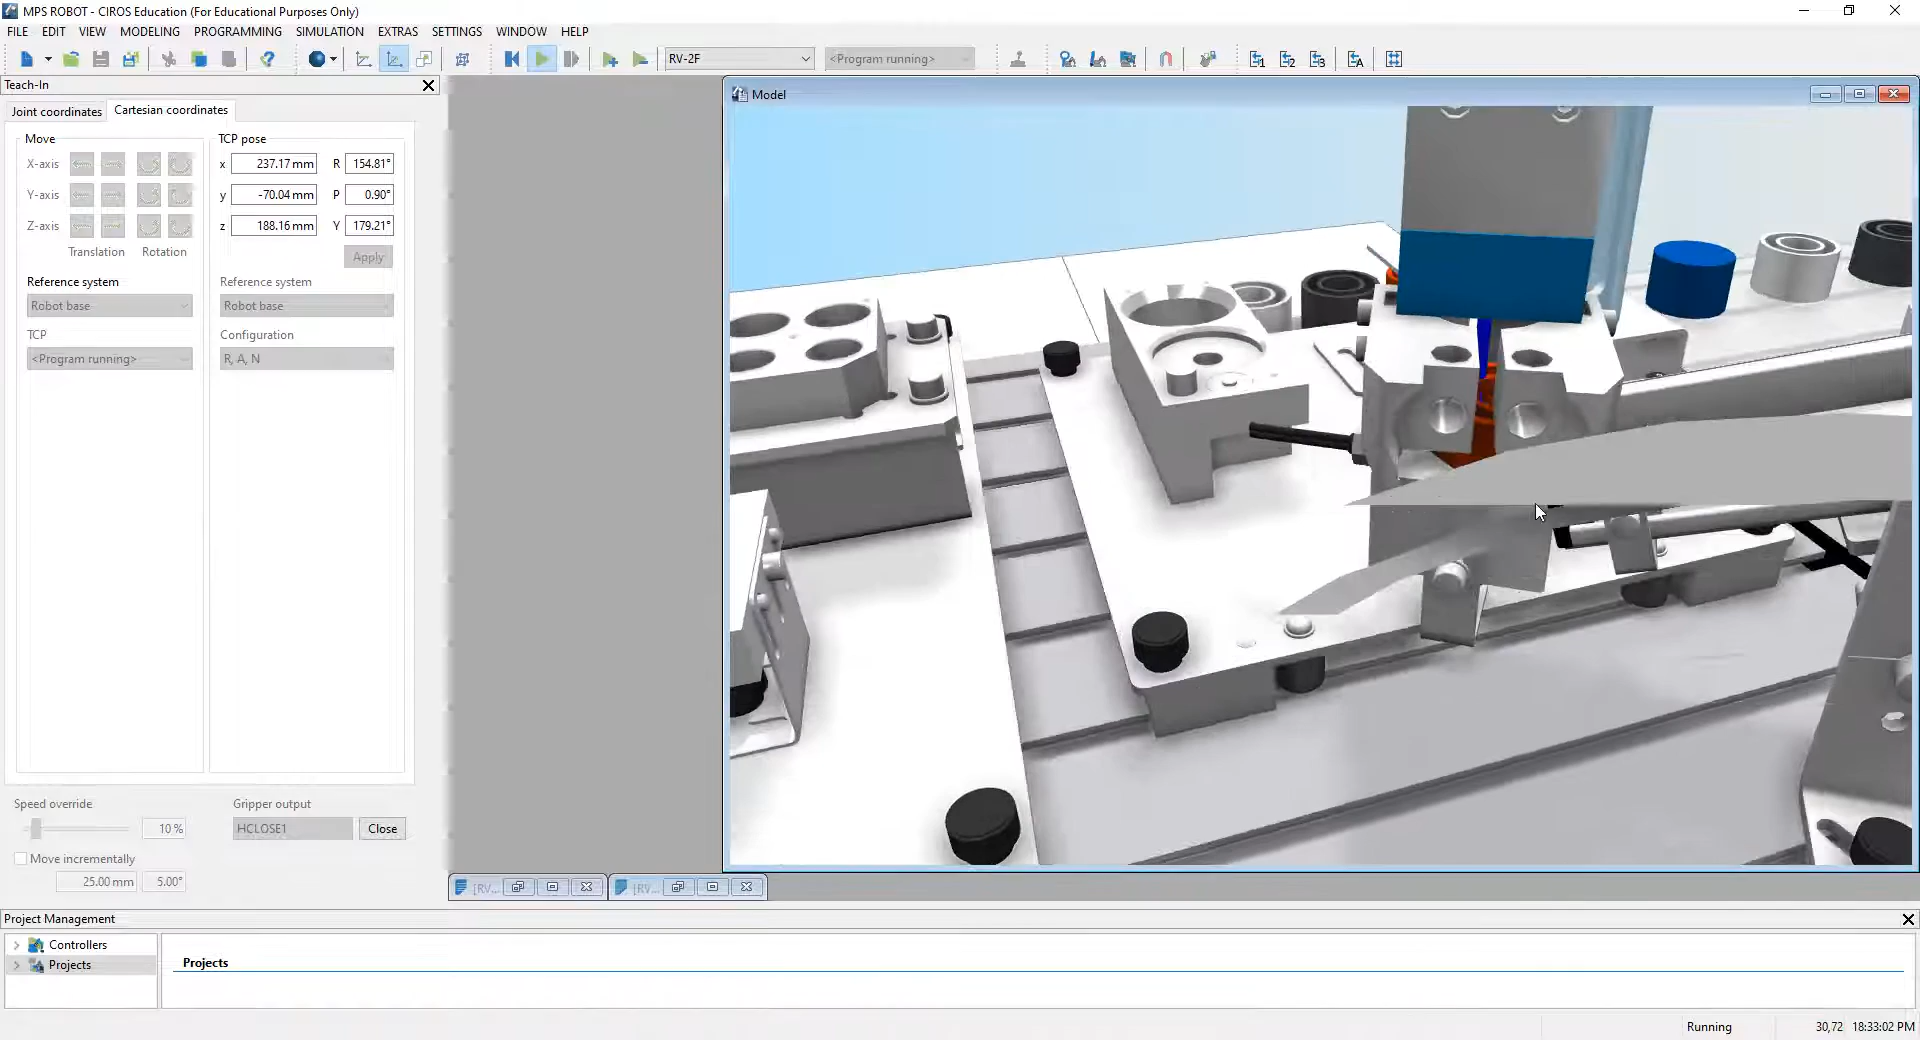 MPS ROBOT - CIROS Education (For Educational Purposes Only)
FILE EDIT VIEW MODELING PROGRAMMING SIMULATION EXTRAS SETTINGS WINDOW HELP
RV-2F <Program running>
Teach-In
Model
Joint coordinates Cartesian coordinates
Move TCP pose
X-axis x 237.17 mm R 154.81°
Y-axis y -70.04 mm P 0.90°
Z-axis z 188.16 mm Y 179.21°
Translation Rotation Apply
Reference system Reference system
Robot base Robot base
TCP Configuration
<Program running> R, A, N
Speed override Gripper output
10 % HCLOSE1 Close
Move incrementally
25.00 mm 5.00°
[RV... [RV...
Project Management
Controllers
Projects
Projects
Running 30,72 18:33:02 PM